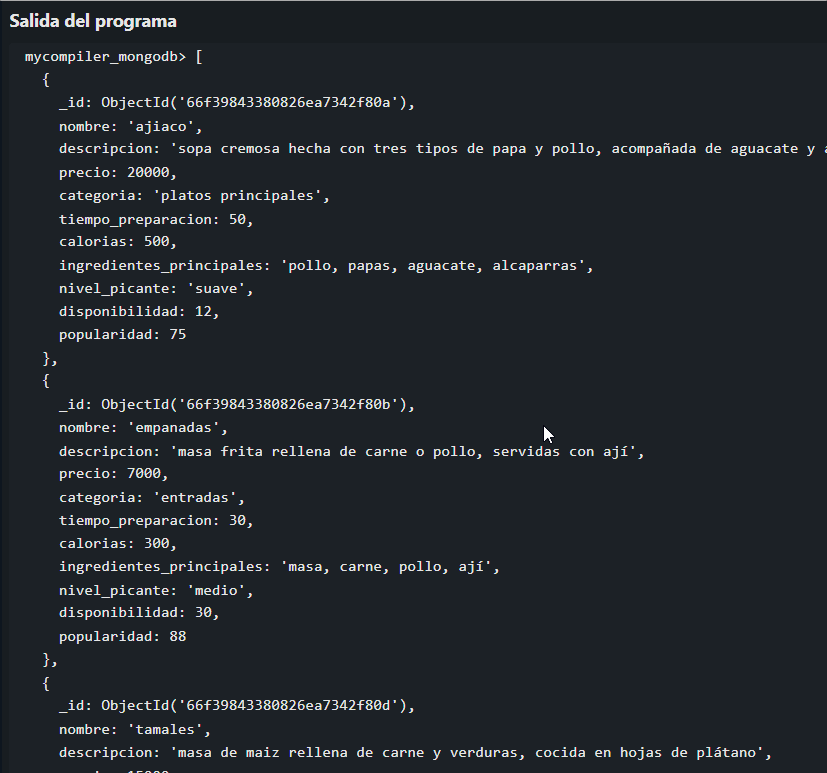 Salida del programa
mycompiler_mongodb> [
  {
    _id: ObjectId('66f39843380826ea7342f80a'),
    nombre: 'ajiaco',
    descripcion: 'sopa cremosa hecha con tres tipos de papa y pollo, acompañada de aguacate y
    precio: 20000,
    categoria: 'platos principales',
    tiempo_preparacion: 50,
    calorias: 500,
    ingredientes_principales: 'pollo, papas, aguacate, alcaparras',
    nivel_picante: 'suave',
    disponibilidad: 12,
    popularidad: 75
  },
  {
    _id: ObjectId('66f39843380826ea7342f80b'),
    nombre: 'empanadas',
    descripcion: 'masa frita rellena de carne o pollo, servidas con ají',
    precio: 7000,
    categoria: 'entradas',
    tiempo_preparacion: 30,
    calorias: 300,
    ingredientes_principales: 'masa, carne, pollo, ají',
    nivel_picante: 'medio',
    disponibilidad: 30,
    popularidad: 88
  },
  {
    _id: ObjectId('66f39843380826ea7342f80d'),
    nombre: 'tamales',
    descripcion: 'masa de maiz rellena de carne y verduras, cocida en hojas de plátano',